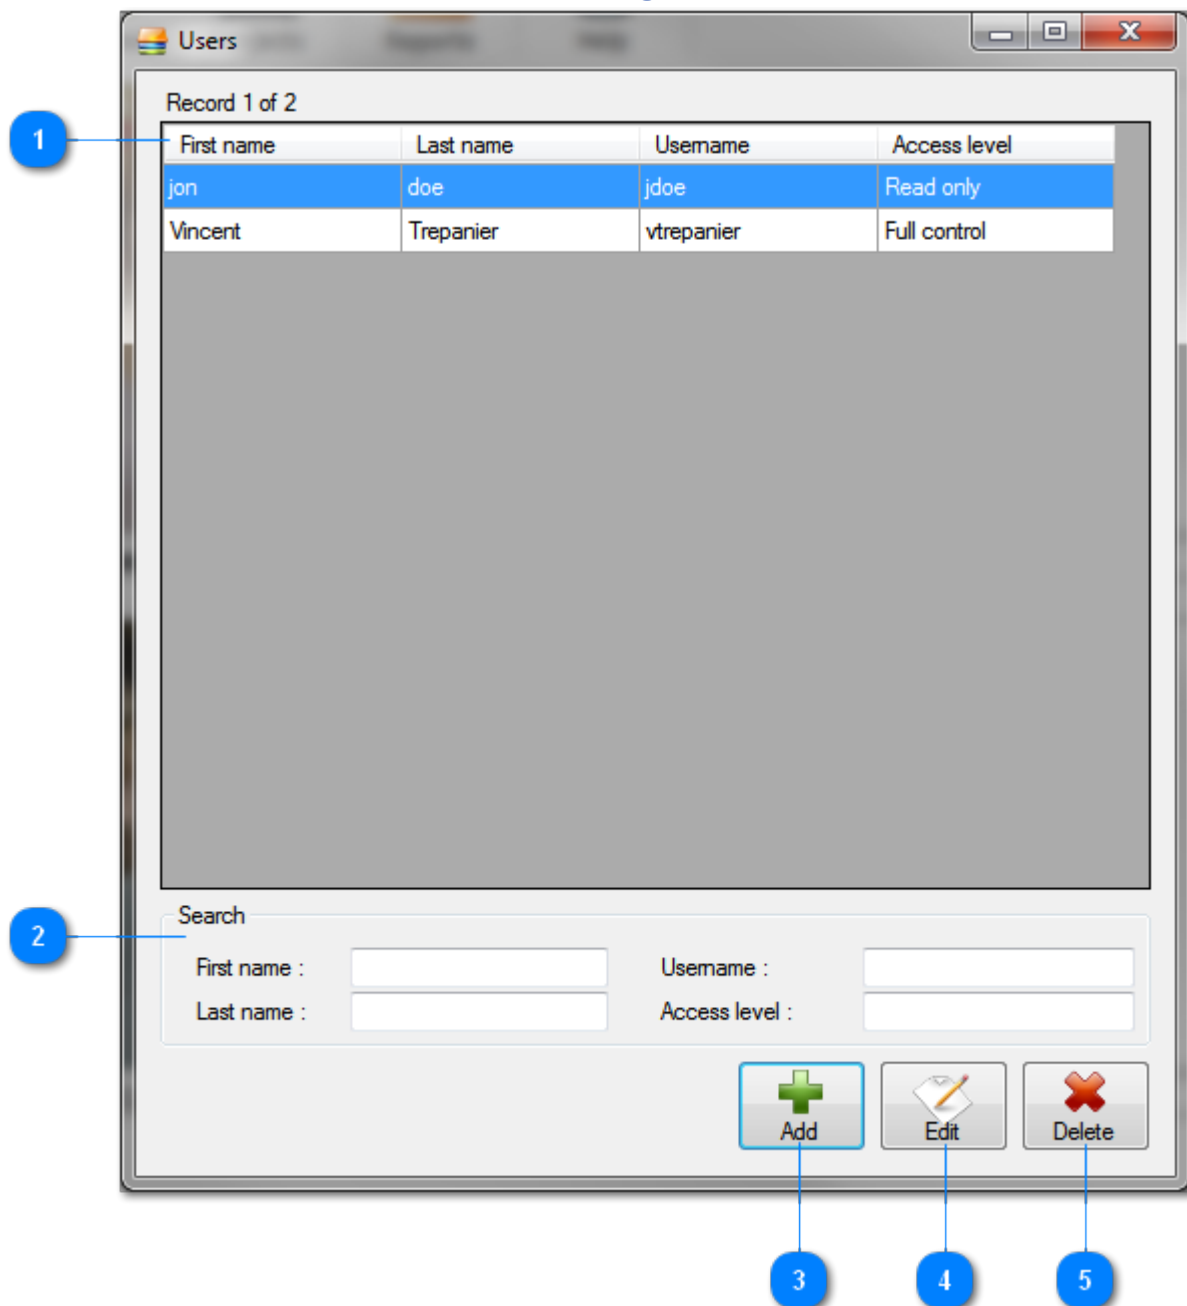 Users
Record 1 of 2
1
First name Last name Username Access level
jon doe jdoe Read only
Vincent Trepanier vtrepanier Full control
2
Search
First name : Username :
Last name : Access level :
Add Edit Delete
3 4 5